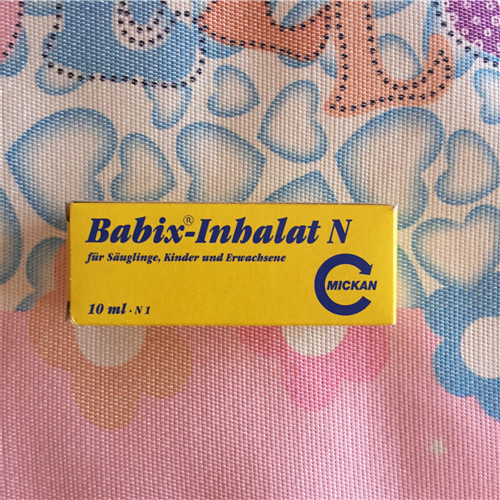 Babix®-Inhalat N
für Säuglinge, Kinder und Erwachsene
MICKAN
10 ml - N 1